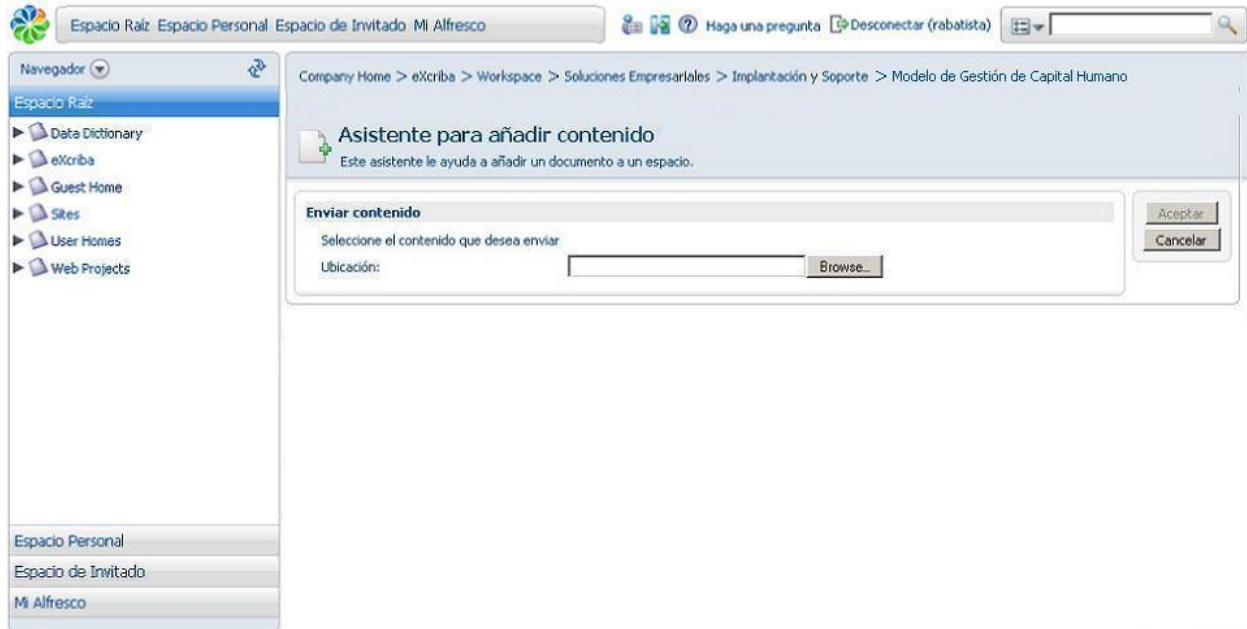 Espacio Raíz Espacio Personal Espacio de Invitado Mi Alfresco
Haga una pregunta Desconectar (rabatista)
Navegador
Company Home > eXcriba > Workspace > Soluciones Empresariales > Implantación y Soporte > Modelo de Gestión de Capital Humano
Espacio Raíz
Data Dictionary
eXcriba
Guest Home
Sites
User Homes
Web Projects
Asistente para añadir contenido
Este asistente le ayuda a añadir un documento a un espacio.
Enviar contenido
Seleccione el contenido que desea enviar
Ubicación:
Browse...
Aceptar
Cancelar
Espacio Personal
Espacio de Invitado
Mi Alfresco